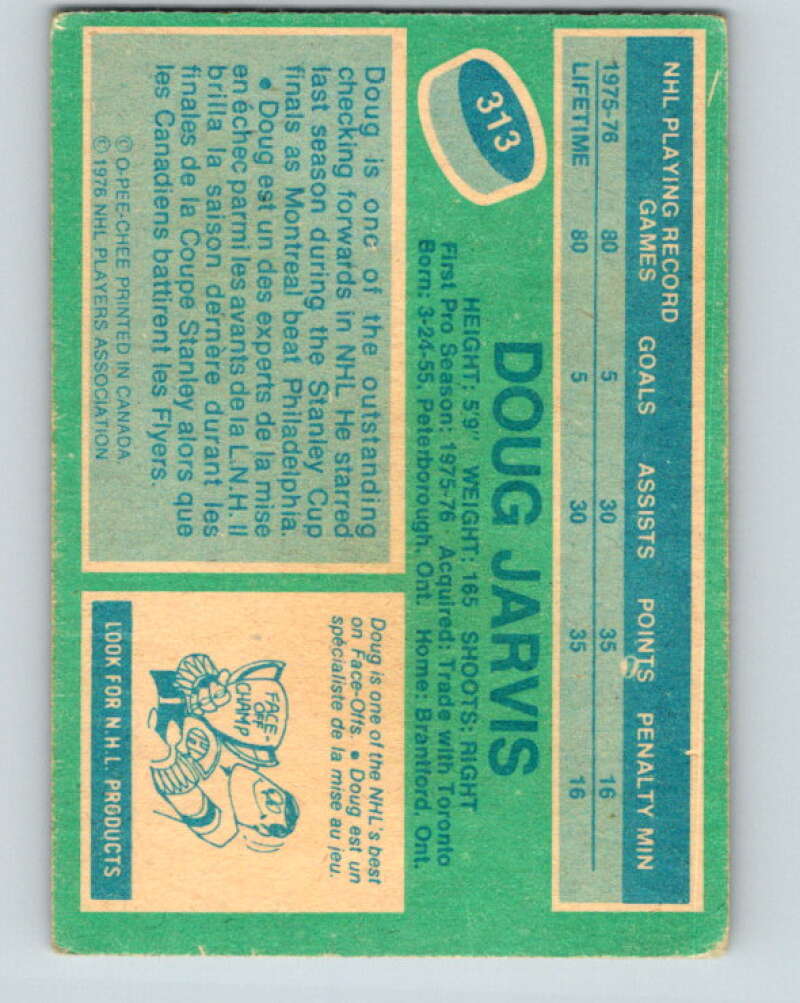 NHL PLAYING RECORD
GAMES GOALS ASSISTS POINTS PENALTY MIN
1975-76 80 5 30 35 16
LIFETIME 80 5 30 35 16
313
DOUG JARVIS
HEIGHT: 5'9' WEIGHT: 165 SHOOTS: RIGHT
First Pro Season: 1975-76 Acquired: Trade with Toronto
Born: 3-24-55, Peterborough, Ont. Home: Brantford, Ont.
Doug is one of the outstanding
checking forwards in NHL. He starred
last season during the Stanley Cup
finals as Montreal beat Philadelphia.
• Doug est un des experts de la mise
en échec parmi les avants de la L.N.H. Il
brilla la saison dernière durant les
finales de la Coupe Stanley alors que
les Canadiens battirent les Flyers.
© O-PEE-CHEE PRINTED IN CANADA
© 1976 NHL PLAYERS ASSOCIATION
Doug is one of the NHL's best
on Face-Offs. • Doug est un
spécialiste de la mise au jeu.
FACE-
OFF
CHAMP
LOOK FOR N.H.L. PRODUCTS